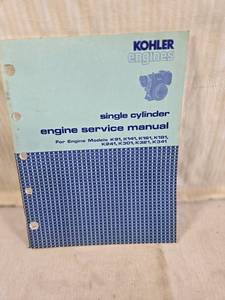 KOHLER
engines
single cylinder
engine service manual
For Engine Models K91, K141, K161, K181,
K241, K301, K321, K341